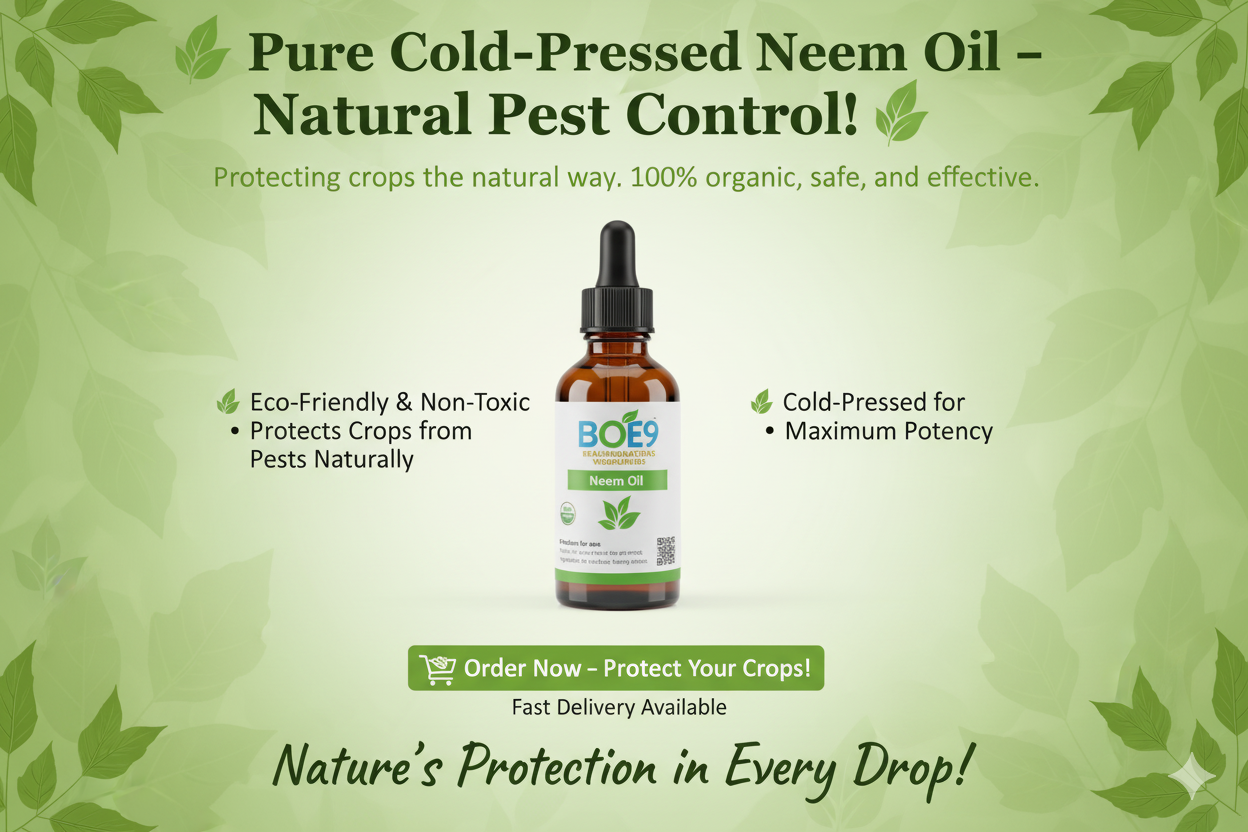 Pure Cold-Pressed Neem Oil –
Natural Pest Control!
Protecting crops the natural way. 100% organic, safe, and effective.
Eco-Friendly & Non-Toxic
• Protects Crops from
Pests Naturally
Cold-Pressed for
• Maximum Potency
BOE9
Neem Oil
Order Now – Protect Your Crops!
Fast Delivery Available
Nature's Protection in Every Drop!